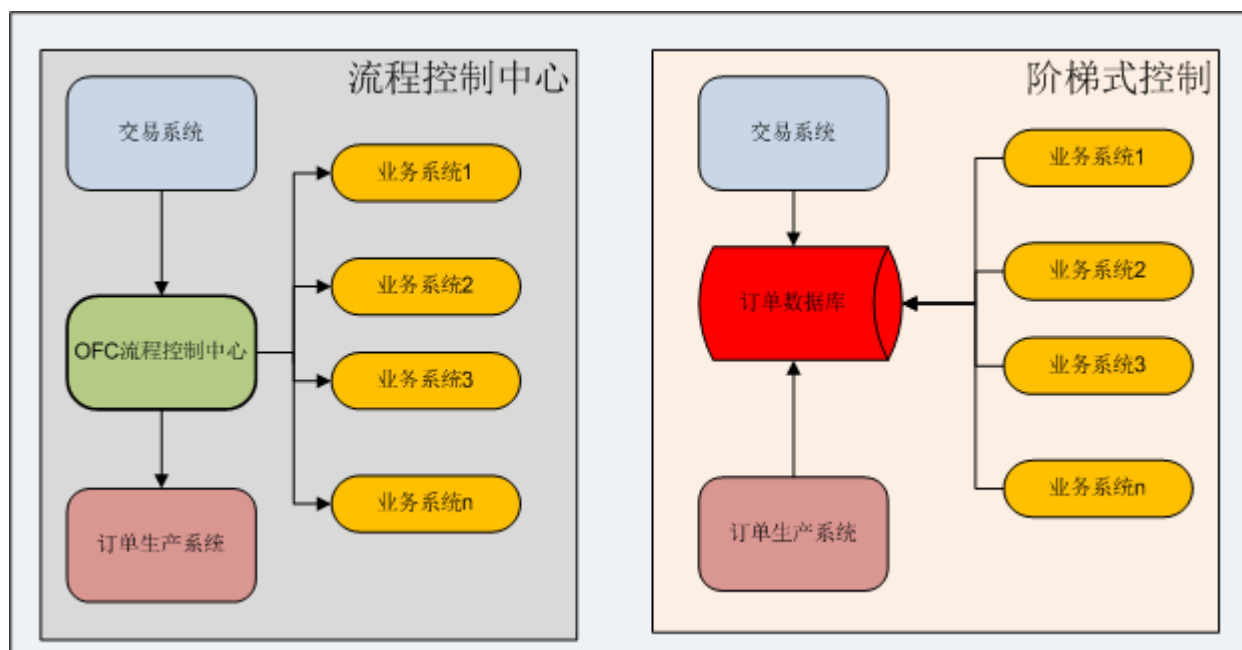 流程控制中心
交易系统
业务系统1
业务系统2
OFC流程控制中心
业务系统3
业务系统n
订单生产系统
阶梯式控制
交易系统
业务系统1
业务系统2
订单数据库
业务系统3
业务系统n
订单生产系统